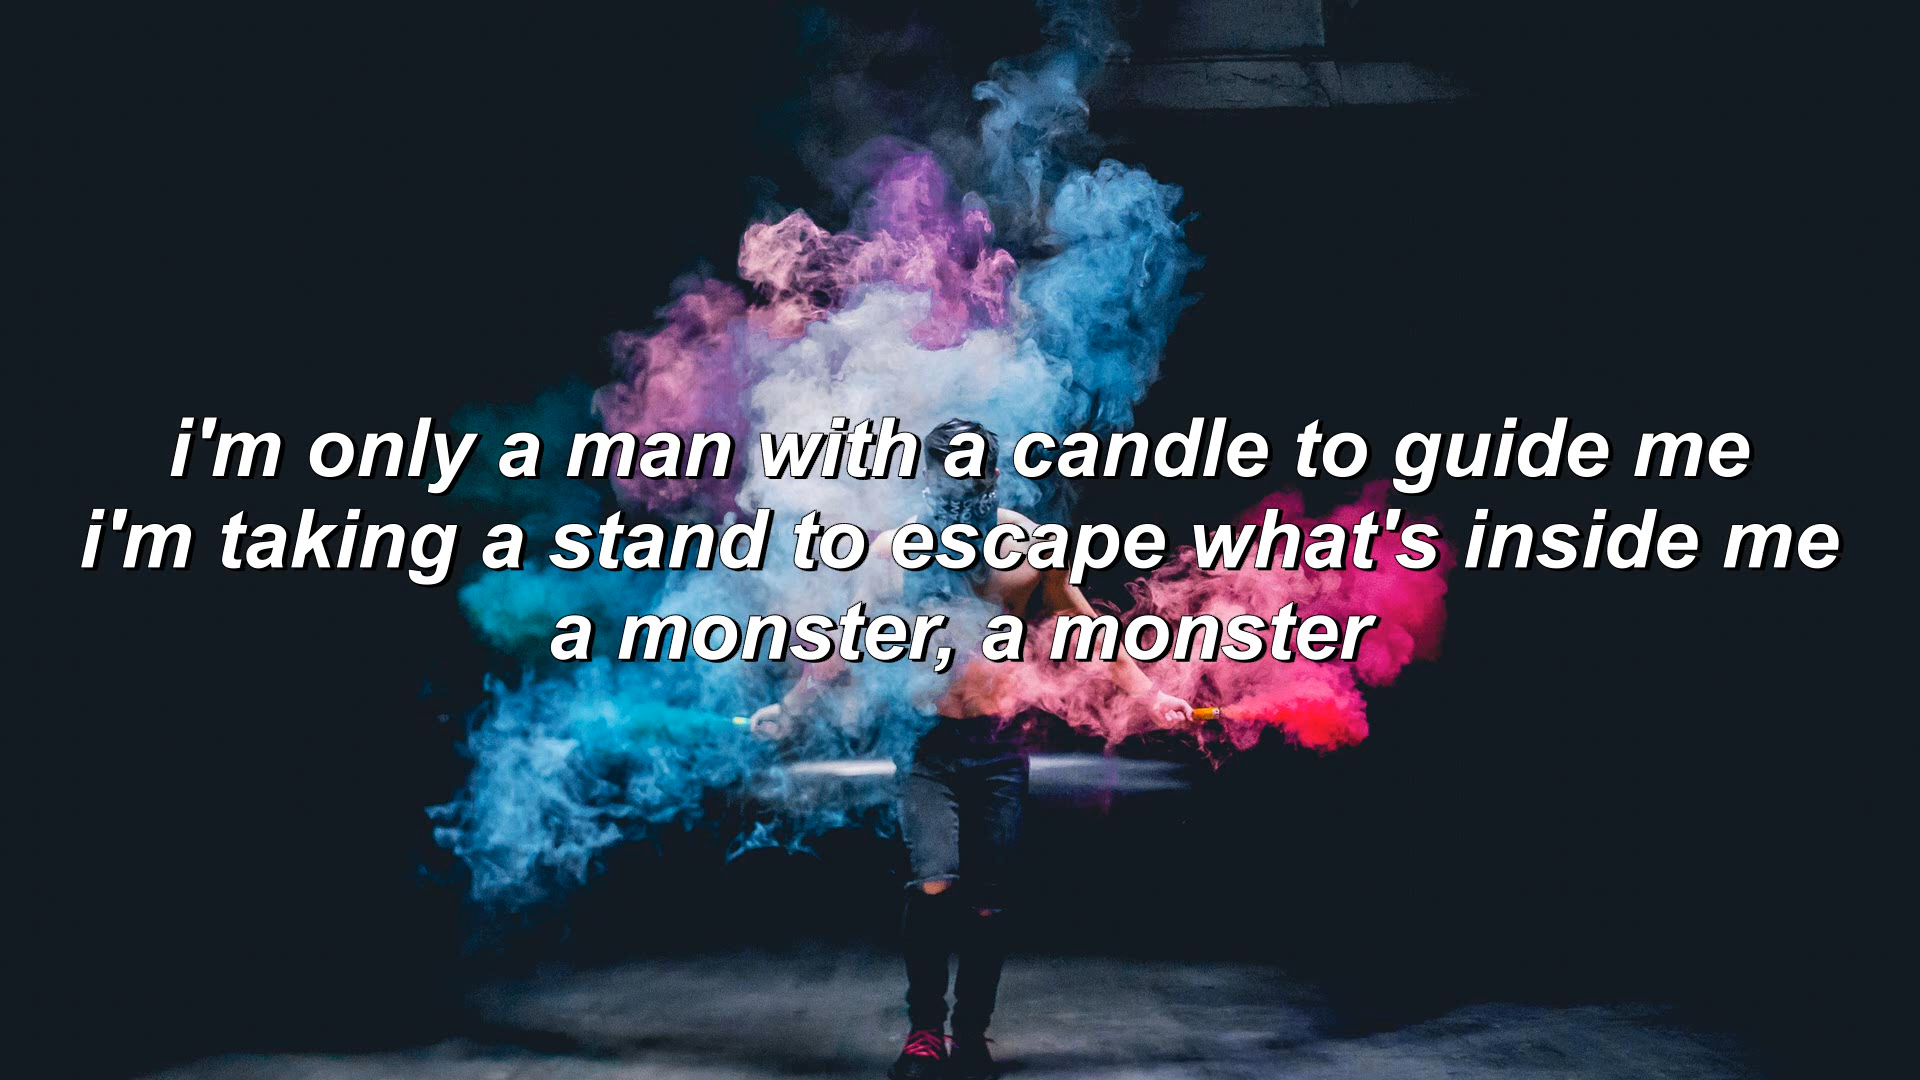 i'm only a man with a candle to guide me
i'm taking a stand to escape what's inside me
a monster, a monster